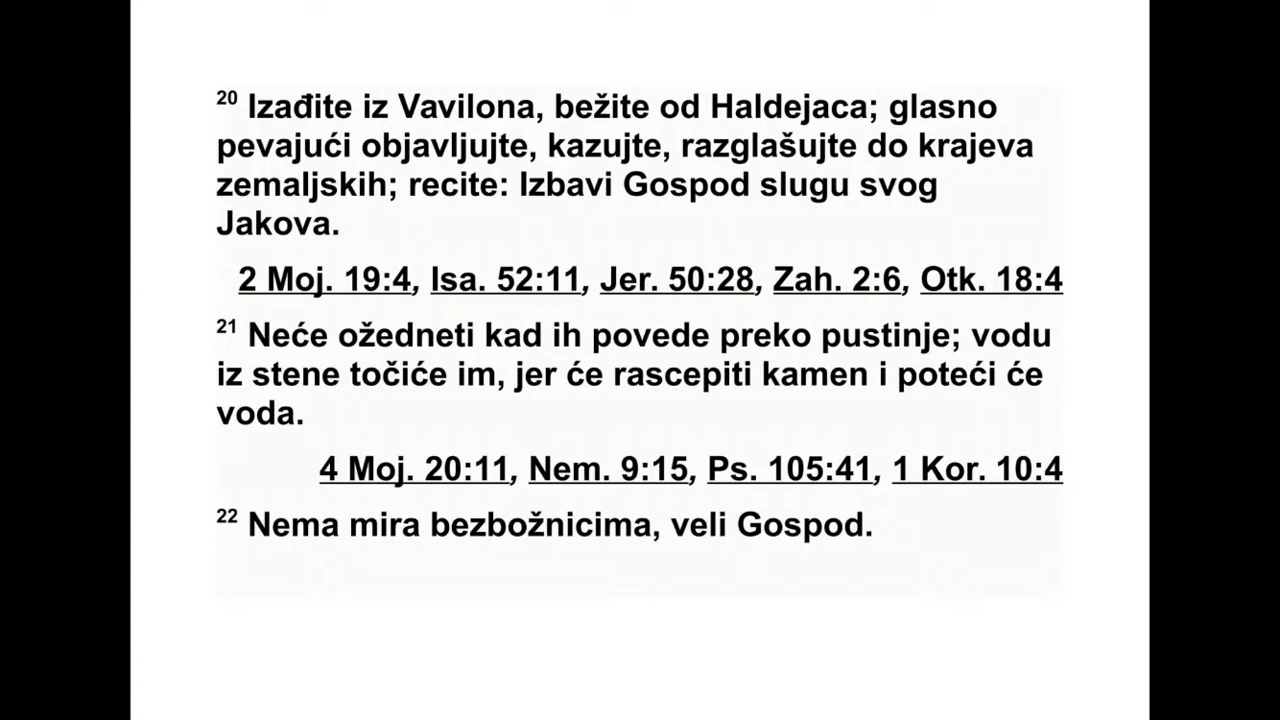 20 Izađite iz Vavilona, bežite od Haldejaca; glasno
pevajući objavljujte, kazujte, razglašujte do krajeva
zemaljskih; recite: Izbavi Gospod slugu svog
Jakova.
2 Moj. 19:4, Isa. 52:11, Jer. 50:28, Zah. 2:6, Otk. 18:4
21 Neće ožedneti kad ih povede preko pustinje; vodu
iz stene točiće im, jer će rascepiti kamen i poteći će
voda.
4 Moj. 20:11, Nem. 9:15, Ps. 105:41, 1 Kor. 10:4
22 Nema mira bezbožnicima, veli Gospod.